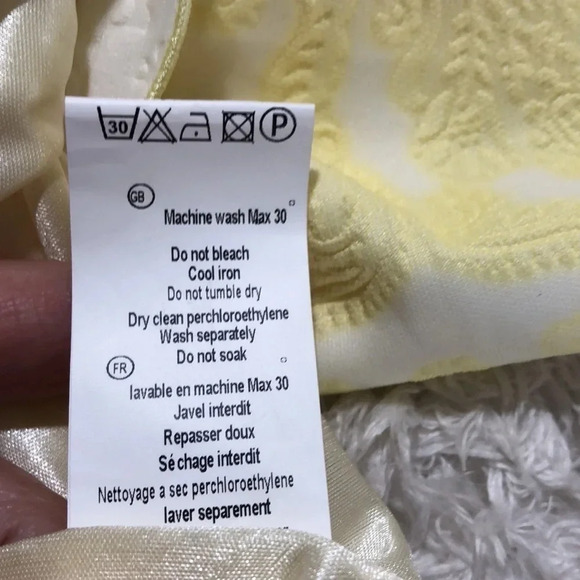 30 P
GB
Machine wash Max 30°
Do not bleach
Cool iron
Do not tumble dry
Dry clean perchloroethylene
Wash separately
Do not soak
FR
lavable en machine Max 30°
Javel interdit
Repasser doux
Séchage interdit
Nettoyage a sec perchloroethylene
laver separement